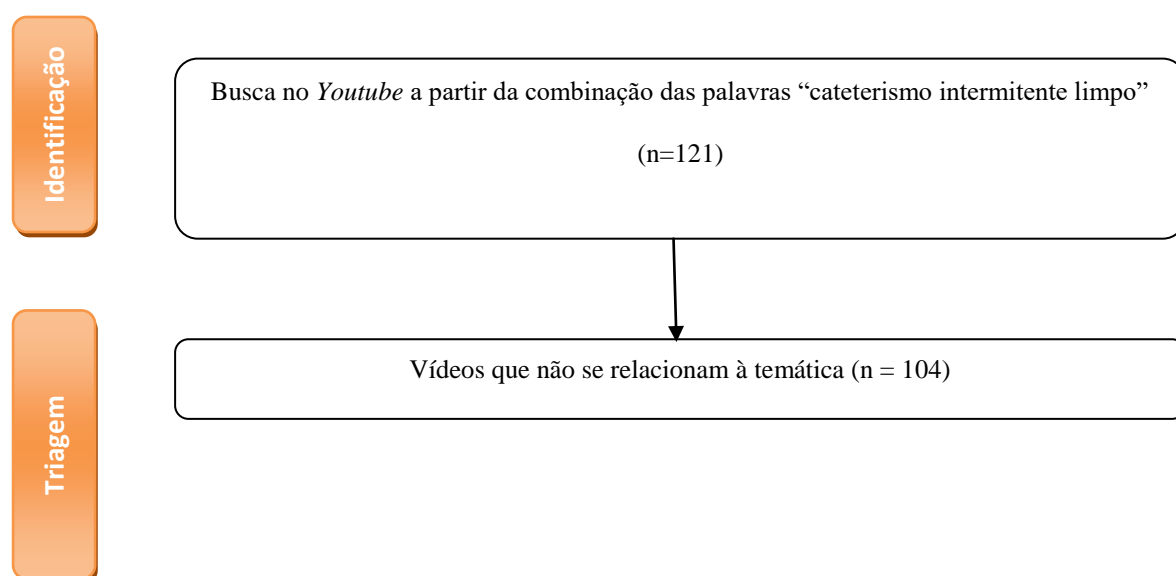 Identificação
Busca no Youtube a partir da combinação das palavras “cateterismo intermitente limpo”
(n=121)
Triagem
Vídeos que não se relacionam à temática (n = 104)